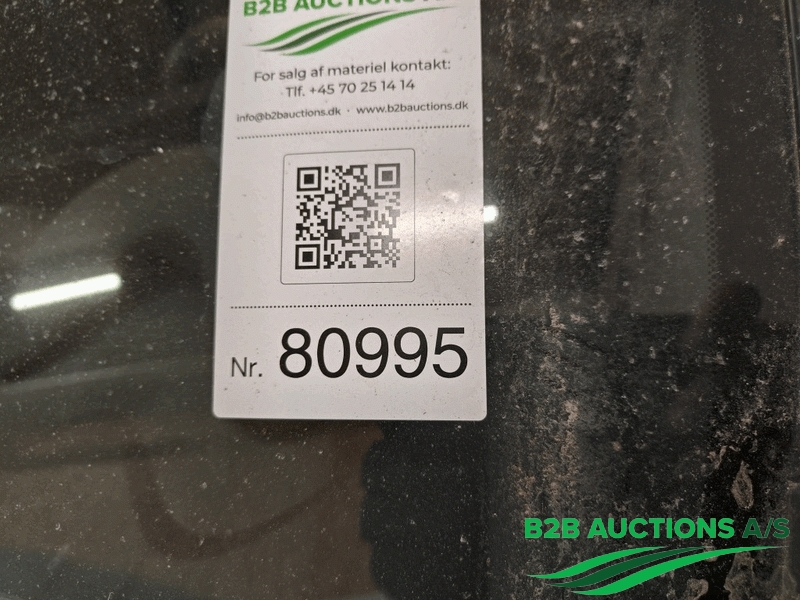 B2B AUCTIONS
For salg af materiel kontakt:
Tlf. +45 70 25 14 14
info@b2bauctions.dk · www.b2bauctions.dk
Nr. 80995
B2B AUCTIONS A/S